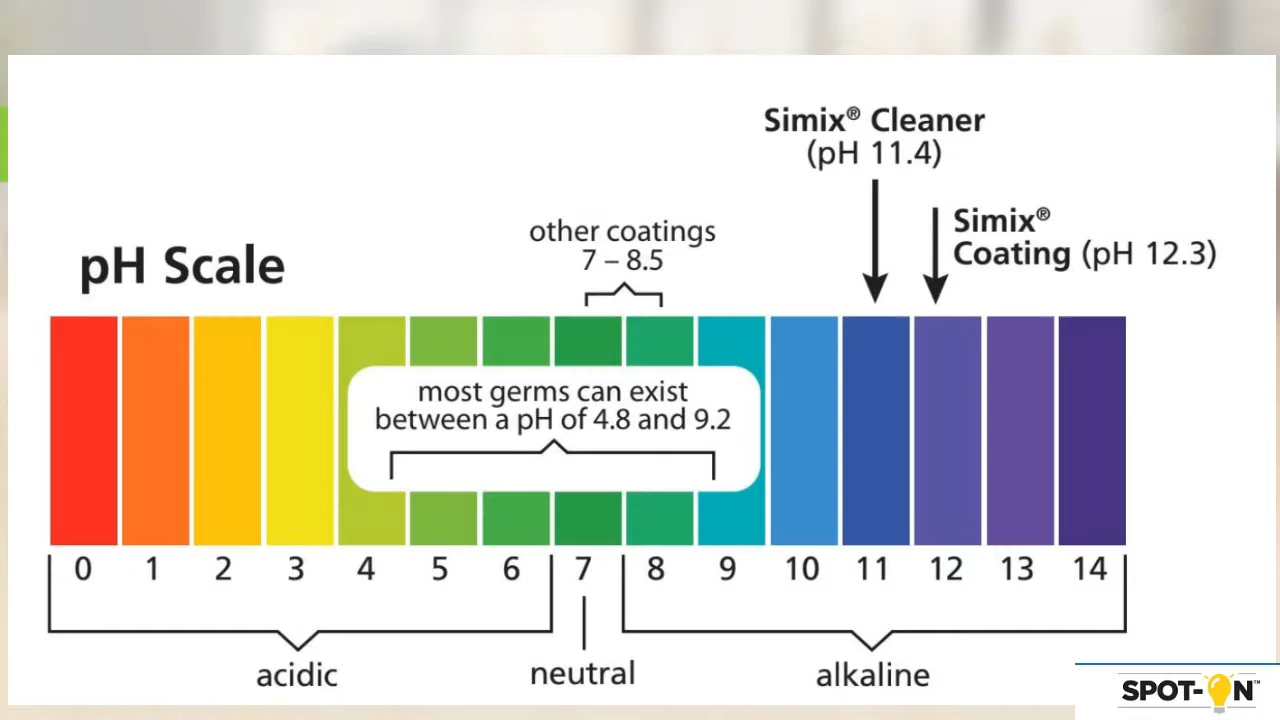 Simix® Cleaner
(pH 11.4)
Simix®
Coating (pH 12.3)
other coatings
7 – 8.5
pH Scale
most germs can exist
between a pH of 4.8 and 9.2
0 1 2 3 4 5 6 7 8 9 10 11 12 13 14
acidic neutral alkaline
SPOT-ON™